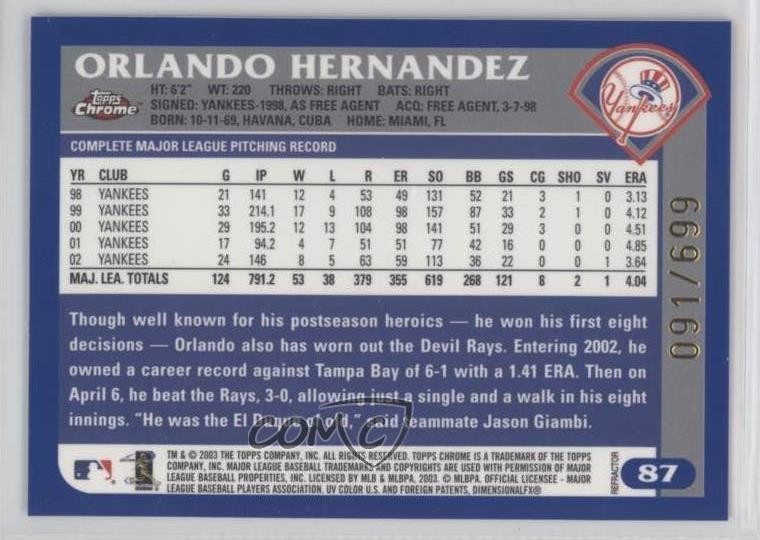 ORLANDO HERNANDEZ
Topps Chrome
HT: 6'2" WT: 220 THROWS: RIGHT BATS: RIGHT
SIGNED: YANKEES-1998, AS FREE AGENT ACQ: FREE AGENT, 3-7-98
BORN: 10-11-69, HAVANA, CUBA HOME: MIAMI, FL
Yankees
COMPLETE MAJOR LEAGUE PITCHING RECORD
YR CLUB G IP W L R ER SO BB GS CG SHO SV ERA
98 YANKEES 21 141 12 4 53 49 131 52 21 3 1 0 3.13
99 YANKEES 33 214.1 17 9 108 98 157 87 33 2 1 0 4.12
00 YANKEES 29 195.2 12 13 104 98 141 51 29 3 0 0 4.51
01 YANKEES 17 94.2 4 7 51 51 77 42 16 0 0 0 4.85
02 YANKEES 24 146 8 5 63 59 113 36 22 0 0 1 3.64
MAJ. LEA. TOTALS 124 791.2 53 38 379 355 619 268 121 8 2 1 4.04
091/699
Though well known for his postseason heroics — he won his first eight
decisions — Orlando also has worn out the Devil Rays. Entering 2002, he
owned a career record against Tampa Bay of 6-1 with a 1.41 ERA. Then on
April 6, he beat the Rays, 3-0, allowing just a single and a walk in his eight
innings. "He was the El Duque of old," said teammate Jason Giambi.
COMC
TM & © 2003 THE TOPPS COMPANY, INC. ALL RIGHTS RESERVED. TOPPS CHROME IS A TRADEMARK OF THE TOPPS
COMPANY, INC. MAJOR LEAGUE BASEBALL TRADEMARKS AND COPYRIGHTS ARE USED WITH PERMISSION OF MAJOR
LEAGUE BASEBALL PROPERTIES, INC. LICENSED BY MLB & MLBPA, 2003. © MLBPA. OFFICIAL LICENSEE - MAJOR
LEAGUE BASEBALL PLAYERS ASSOCIATION. UV COLOR U.S. AND FOREIGN PATENTS, DIMENSIONALFX®
REFRACTOR
87